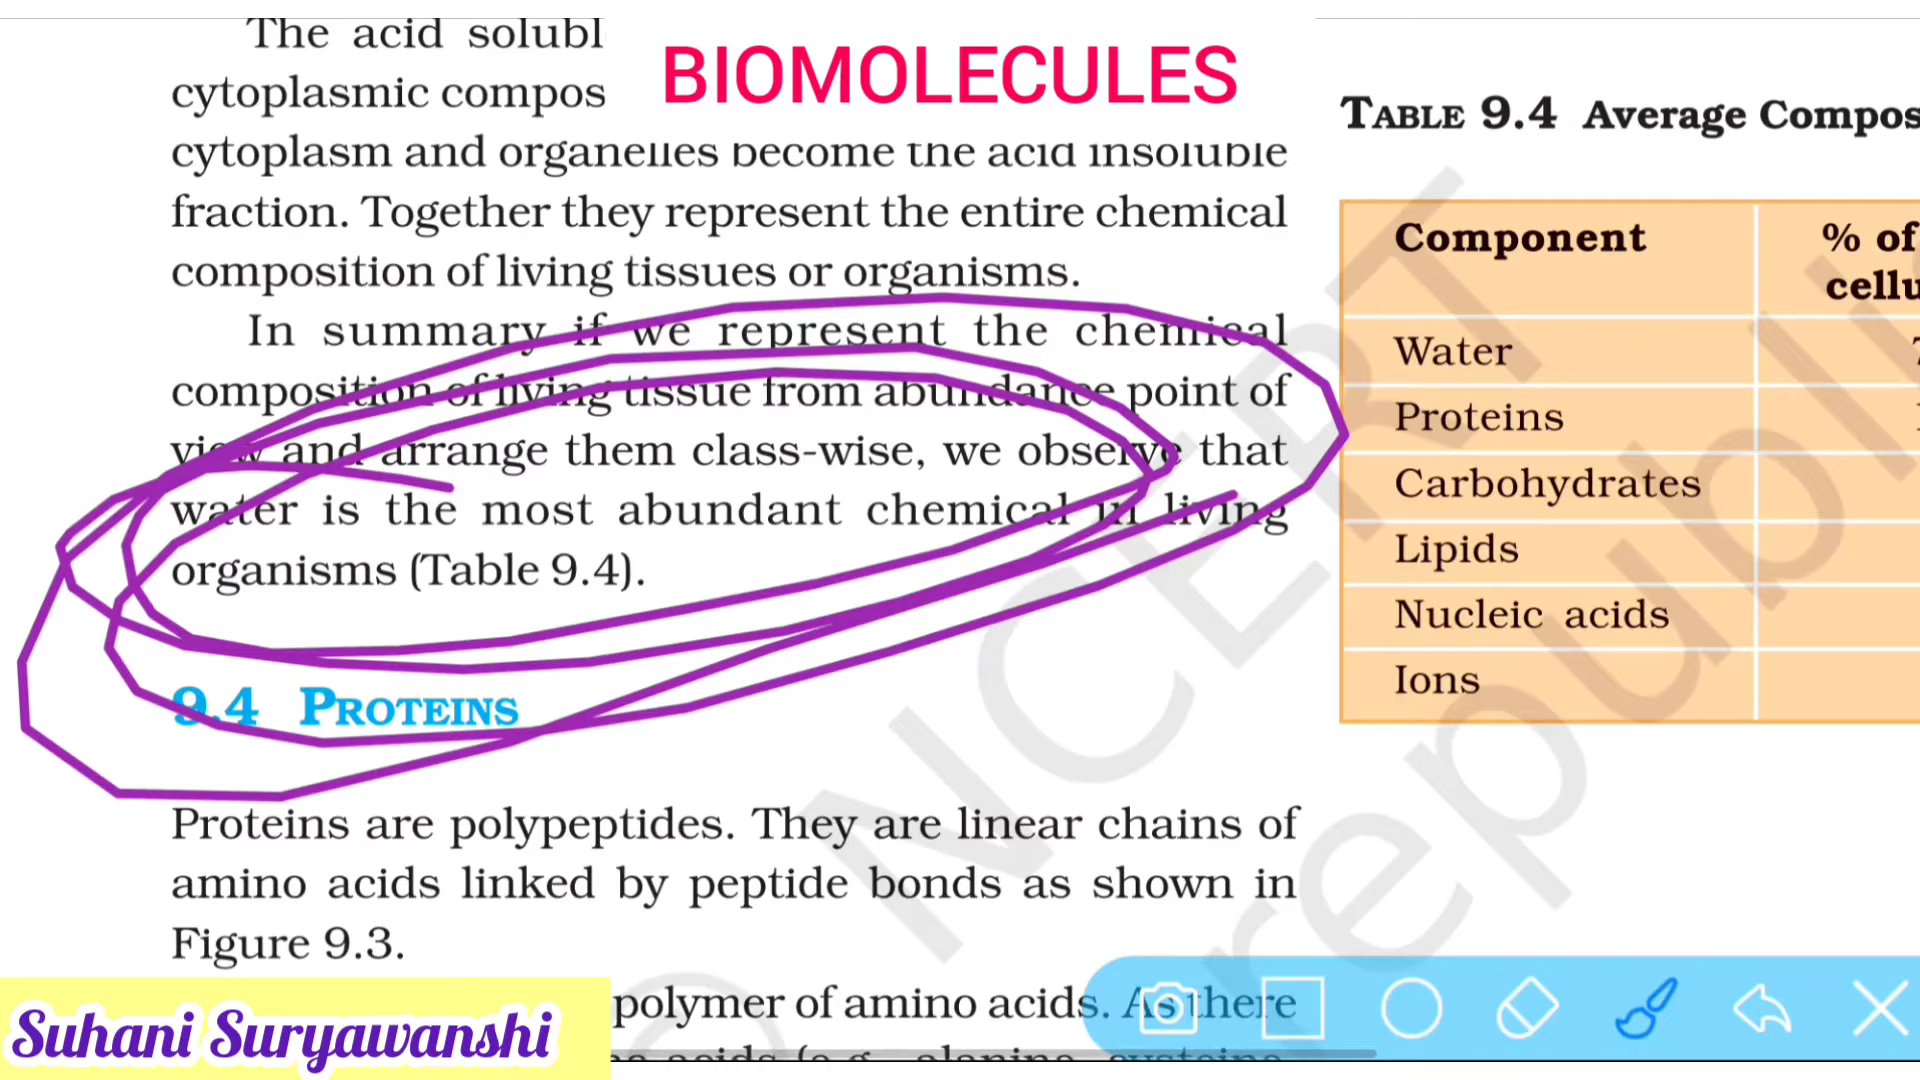 The acid solubl
BIOMOLECULES
cytoplasmic compos
cytoplasm and organelles become the acid insoluble
fraction. Together they represent the entire chemical
composition of living tissues or organisms.
In summary if we represent the chemical
composition of living tissue from abundance point of
view and arrange them class-wise, we observe that
water is the most abundant chemical in living
organisms (Table 9.4).
9.4 PROTEINS
Proteins are polypeptides. They are linear chains of
amino acids linked by peptide bonds as shown in
Figure 9.3.
polymer of amino acids. As there
Suhani Suryawanshi
TABLE 9.4 Average Compos
Component % of
cellu
Water
Proteins
Carbohydrates
Lipids
Nucleic acids
Ions
© NCERT
republis